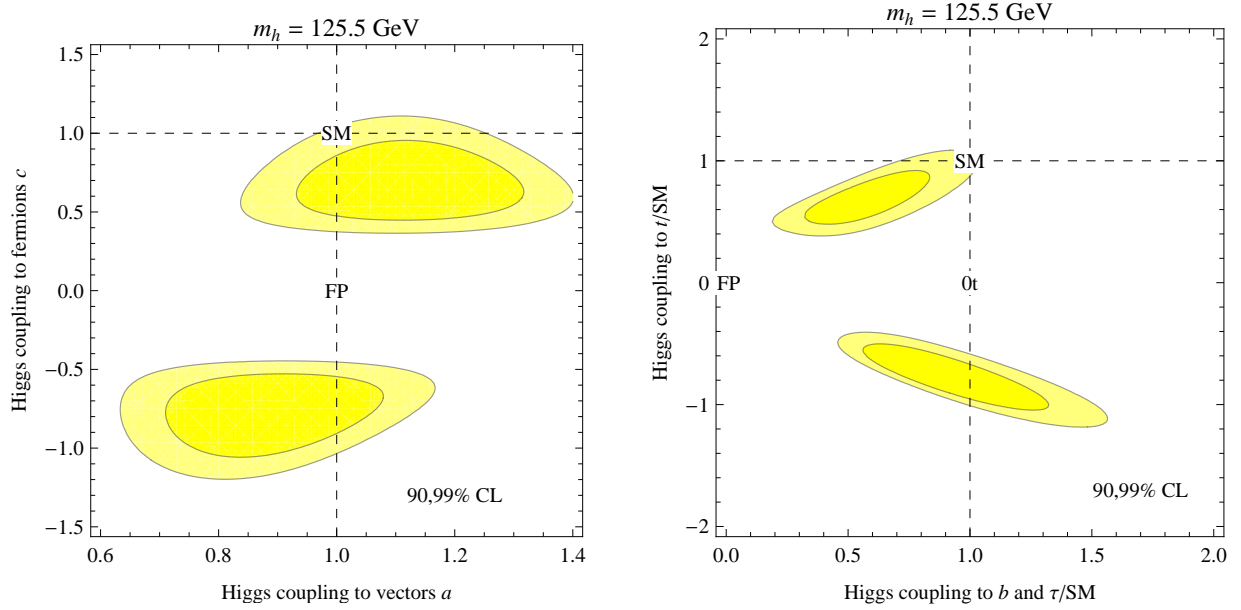 m_h = 125.5 GeV
1.5
1.0
0.5
0.0
−0.5
−1.0
−1.5
SM
FP
90,99% CL
0.6 0.8 1.0 1.2 1.4
Higgs coupling to fermions c
Higgs coupling to vectors a
m_h = 125.5 GeV
2
1
0
−1
−2
SM
FP
0t
90,99% CL
0.0 0.5 1.0 1.5 2.0
Higgs coupling to t/SM
Higgs coupling to b and τ/SM